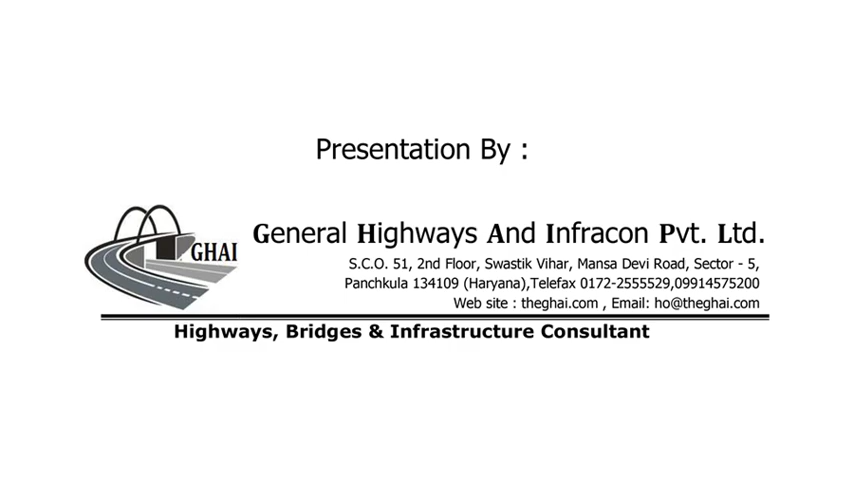 Presentation By :
GHAI
General Highways And Infracon Pvt. Ltd.
S.C.O. 51, 2nd Floor, Swastik Vihar, Mansa Devi Road, Sector - 5,
Panchkula 134109 (Haryana),Telefax 0172-2555529,09914575200
Web site : theghai.com , Email: ho@theghai.com
Highways, Bridges & Infrastructure Consultant